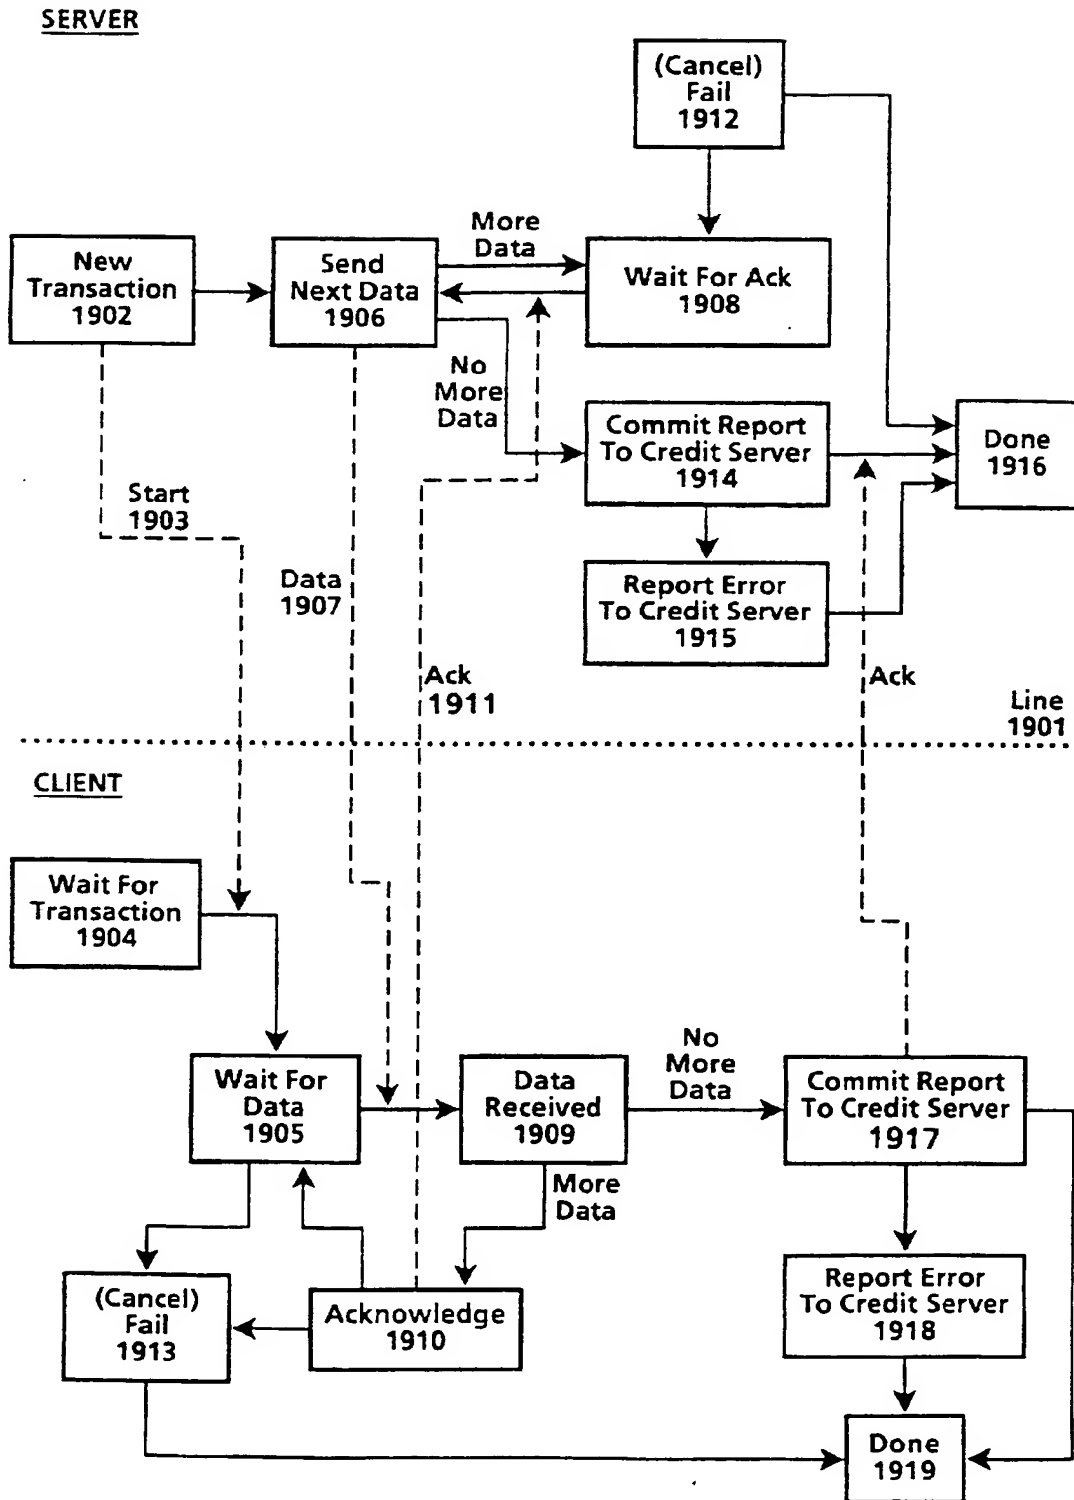 SERVER
(Cancel)
Fail
1912
New
Transaction
1902
Send
Next Data
1906
More
Data
Wait For Ack
1908
No
More
Data
Commit Report
To Credit Server
1914
Done
1916
Start
1903
Data
1907
Report Error
To Credit Server
1915
Ack
1911
Ack
Line
1901
CLIENT
Wait For
Transaction
1904
Wait For
Data
1905
Data
Received
1909
No
More
Data
Commit Report
To Credit Server
1917
More
Data
(Cancel)
Fail
1913
Acknowledge
1910
Report Error
To Credit Server
1918
Done
1919